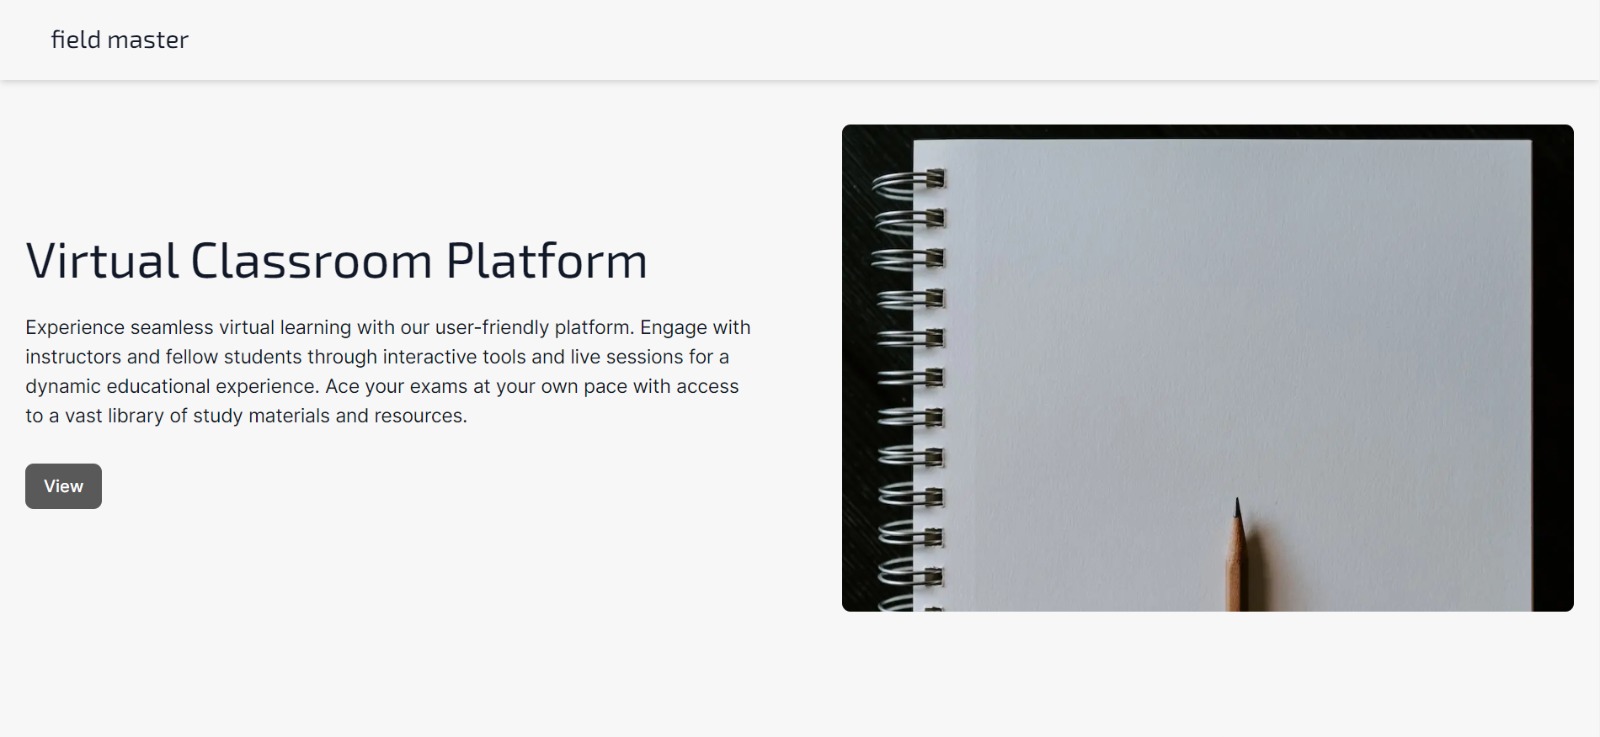 field master
Virtual Classroom Platform
Experience seamless virtual learning with our user-friendly platform. Engage with
instructors and fellow students through interactive tools and live sessions for a
dynamic educational experience. Ace your exams at your own pace with access
to a vast library of study materials and resources.
View